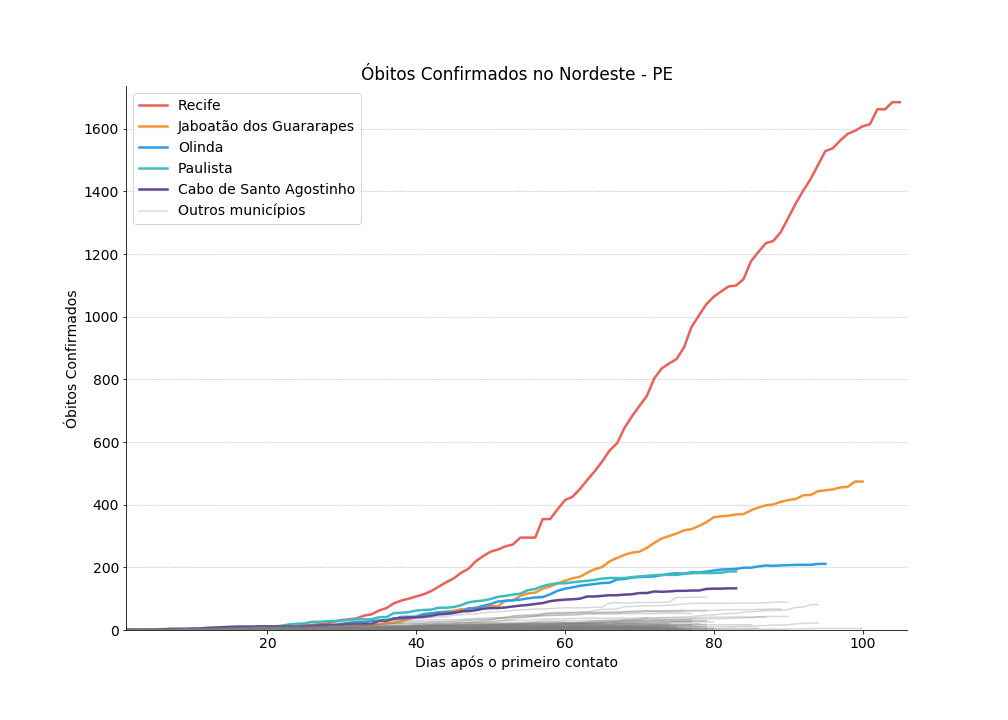 Óbitos Confirmados no Nordeste - PE
Recife
Jaboatão dos Guararapes
Olinda
Paulista
Cabo de Santo Agostinho
Outros municípios
1600
1400
1200
1000
800
600
400
200
0
Óbitos Confirmados
20
40
60
80
100
Dias após o primeiro contato